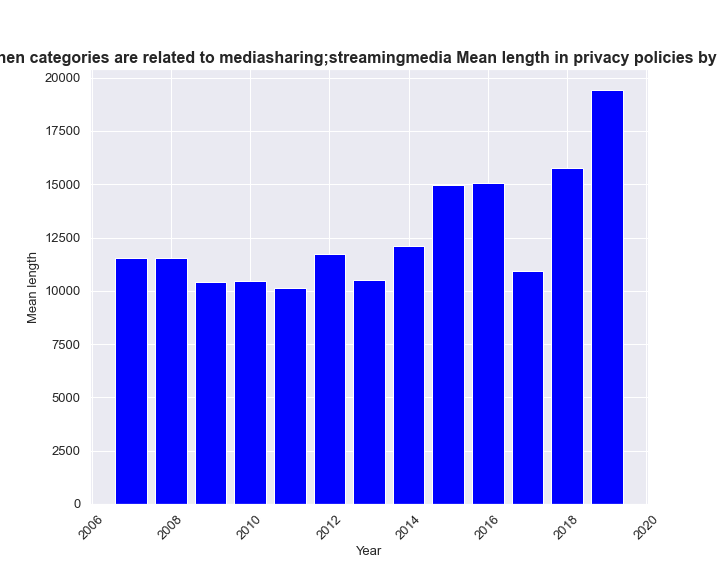 hen categories are related to mediasharing;streamingmedia Mean length in privacy policies by
20000
17500
15000
12500
10000
7500
5000
2500
0
Mean length
2006 2008 2010 2012 2014 2016 2018 2020
Year